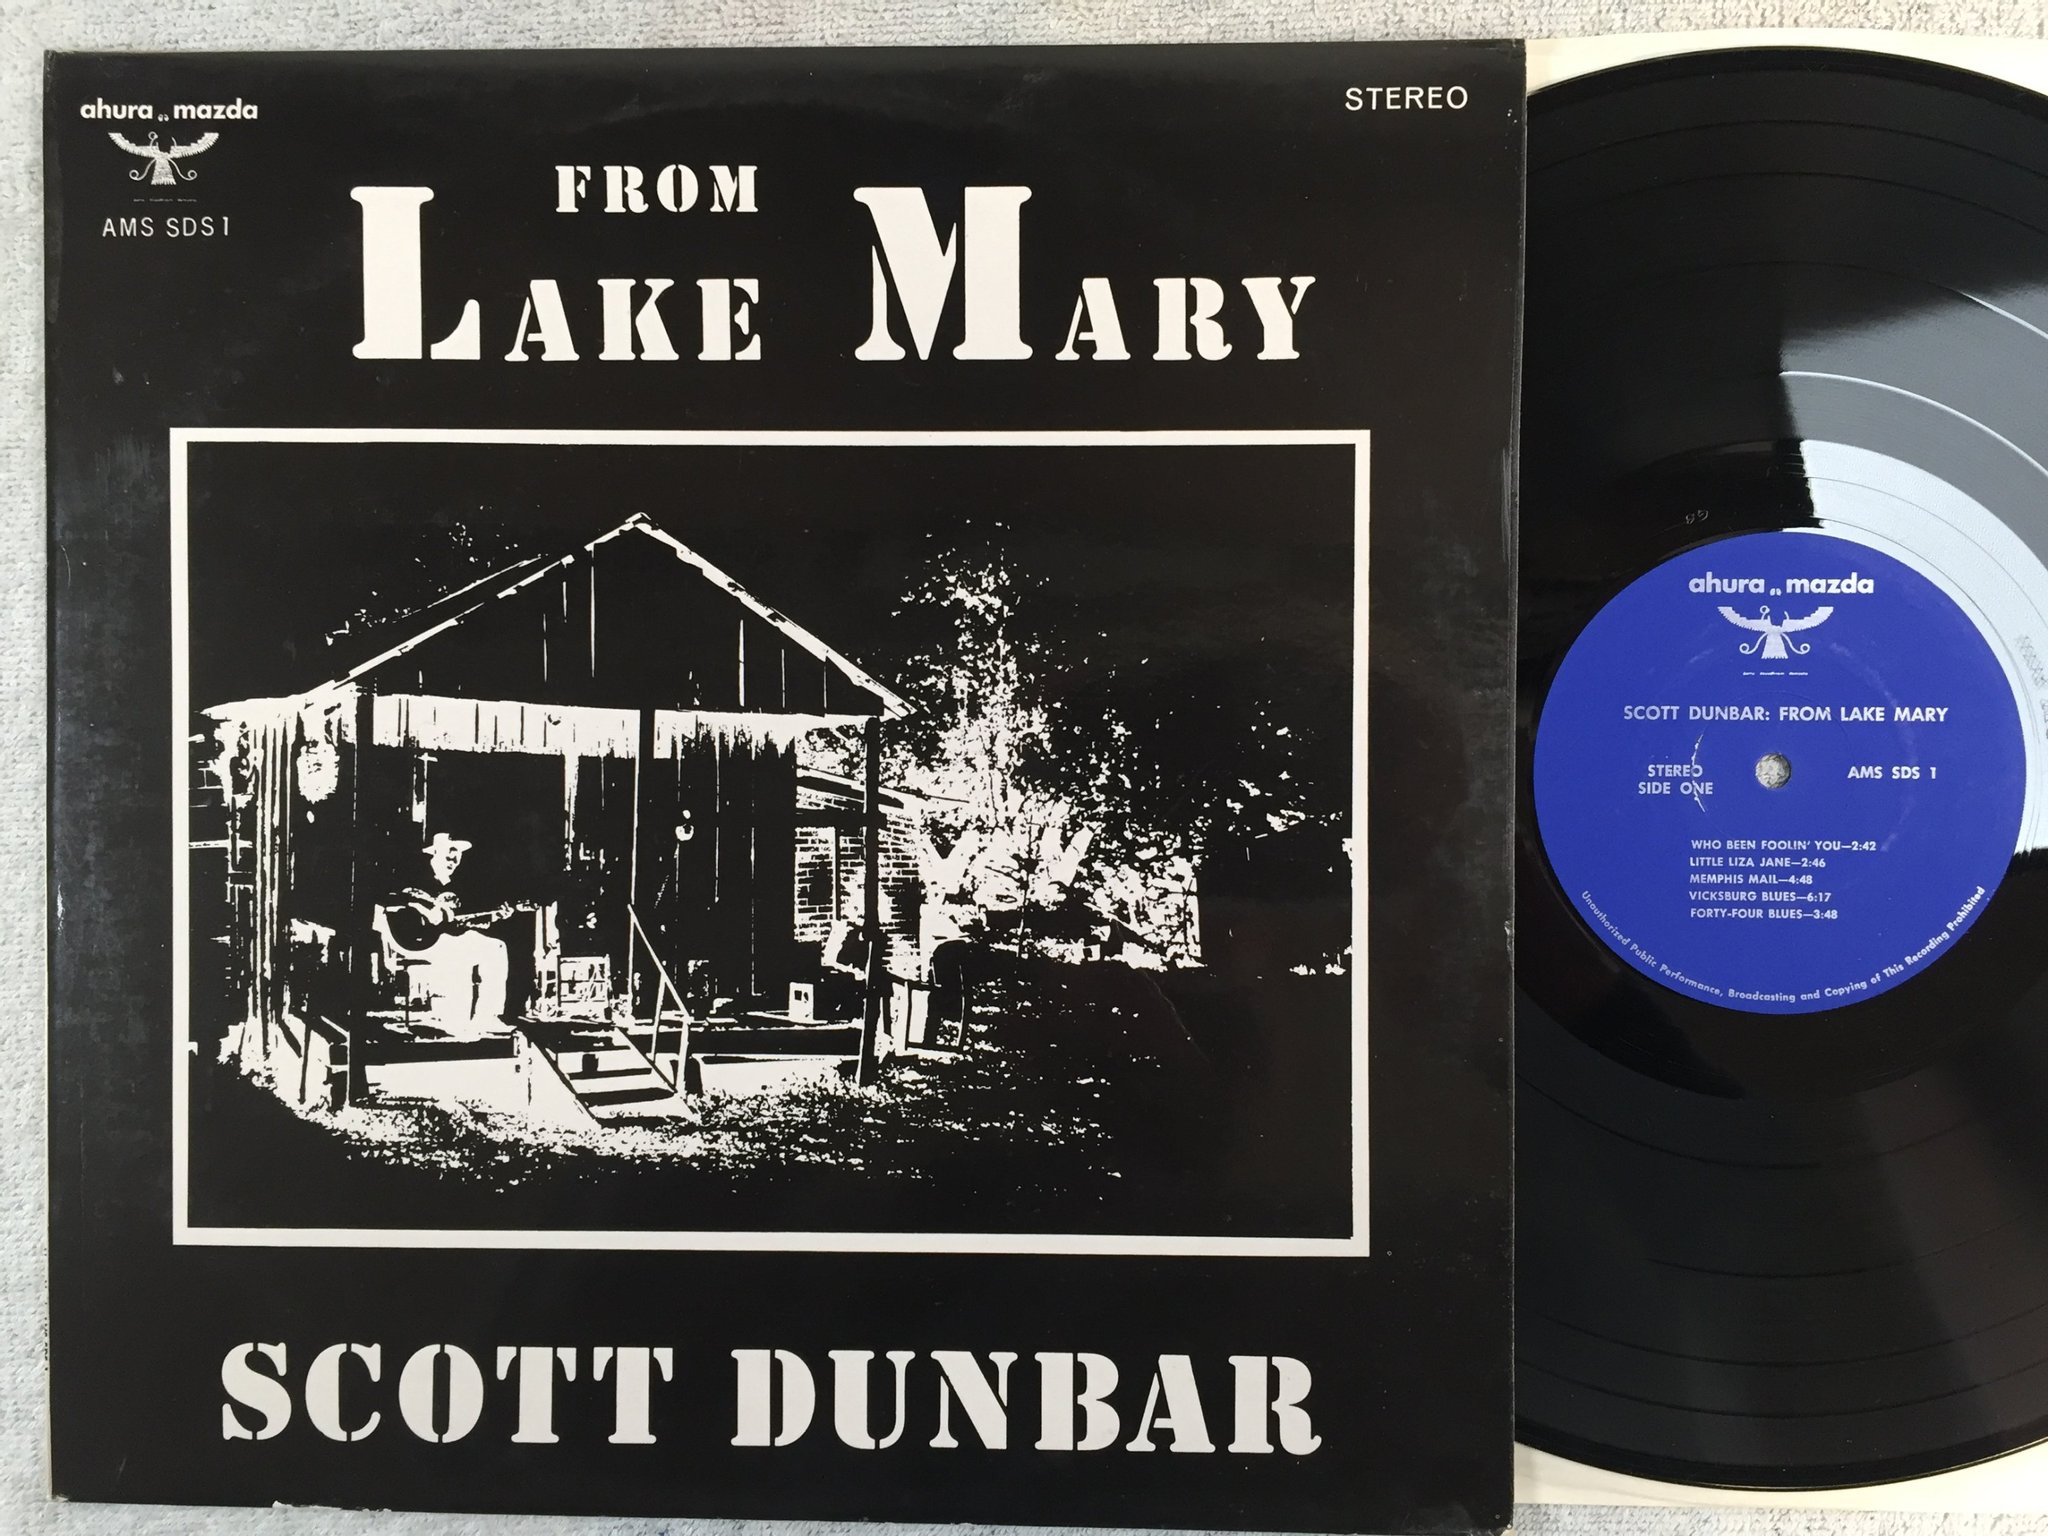 ahura mazda
AMS SDS1
STEREO
FROM
LAKE MARY
SCOTT DUNBAR
ahura mazda
SCOTT DUNBAR: FROM LAKE MARY
STEREO
SIDE ONE
AMS SDS 1
WHO BEEN FOOLIN' YOU—2:42
LITTLE LIZA JANE—2:46
MEMPHIS MAIL—4:48
VICKSBURG BLUES—6:17
FORTY-FOUR BLUES—3:48
Unauthorized Public Performance, Broadcasting and Copying of This Recording Prohibited